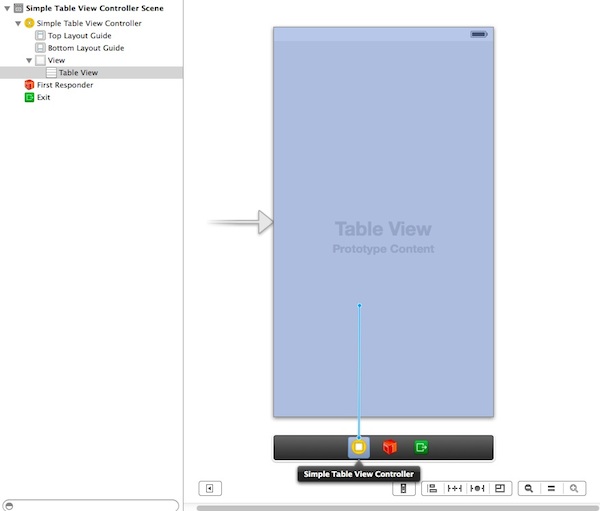 Simple Table View Controller Scene
Simple Table View Controller
Top Layout Guide
Bottom Layout Guide
View
Table View
First Responder
Exit
Table View
Prototype Content
Simple Table View Controller